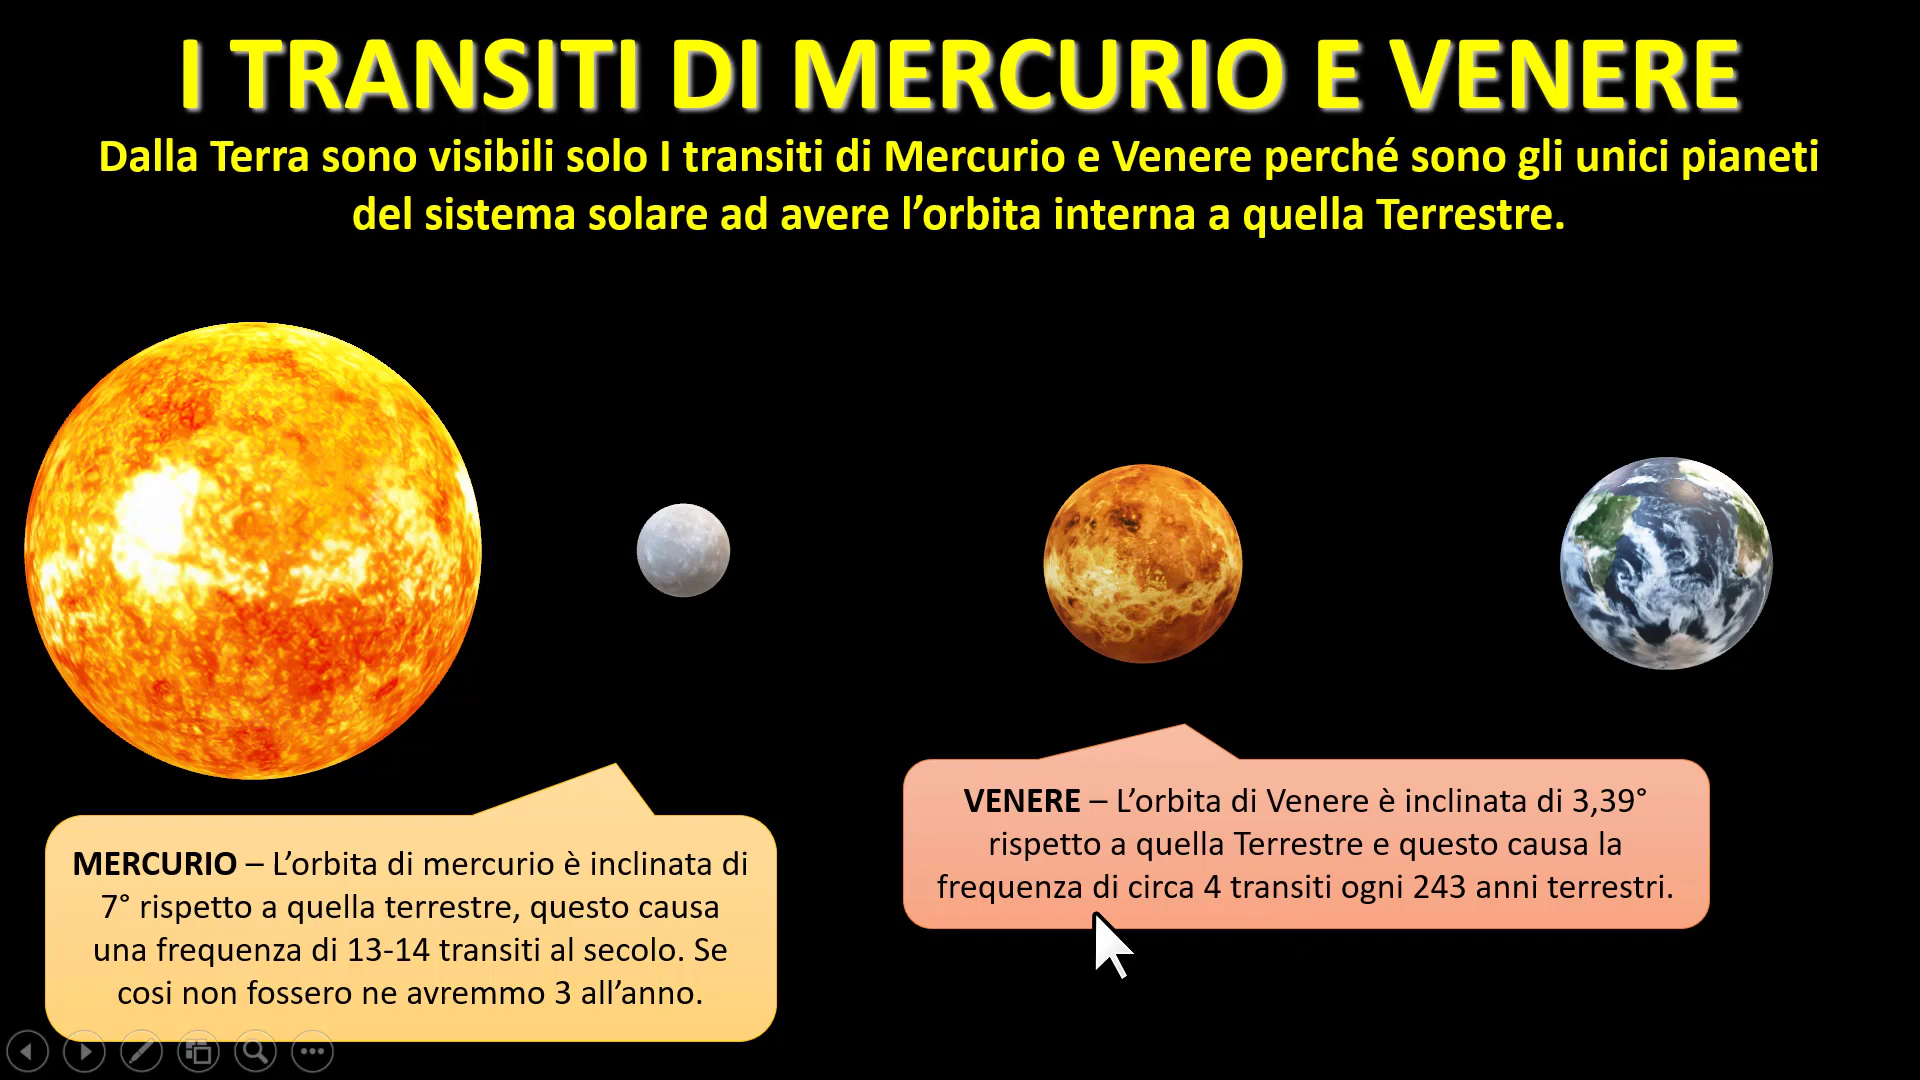 I TRANSITI DI MERCURIO E VENERE
Dalla Terra sono visibili solo I transiti di Mercurio e Venere perché sono gli unici pianeti
del sistema solare ad avere l’orbita interna a quella Terrestre.
MERCURIO – L’orbita di mercurio è inclinata di
7° rispetto a quella terrestre, questo causa
una frequenza di 13-14 transiti al secolo. Se
cosi non fossero ne avremmo 3 all’anno.
VENERE – L’orbita di Venere è inclinata di 3,39°
rispetto a quella Terrestre e questo causa la
frequenza di circa 4 transiti ogni 243 anni terrestri.